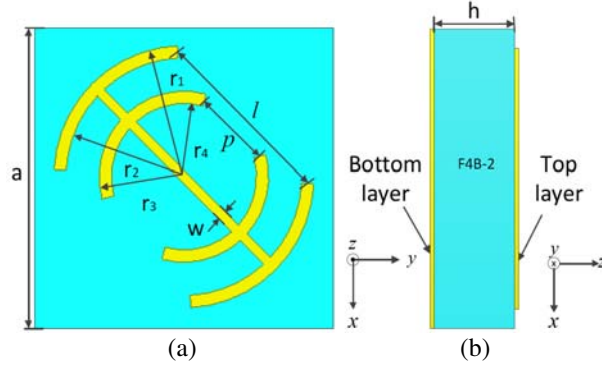 a
r1
r2
r3
r4
l
p
w
z
y
x
(a)
h
F4B-2
Bottom
layer
Top
layer
y
z
x
(b)